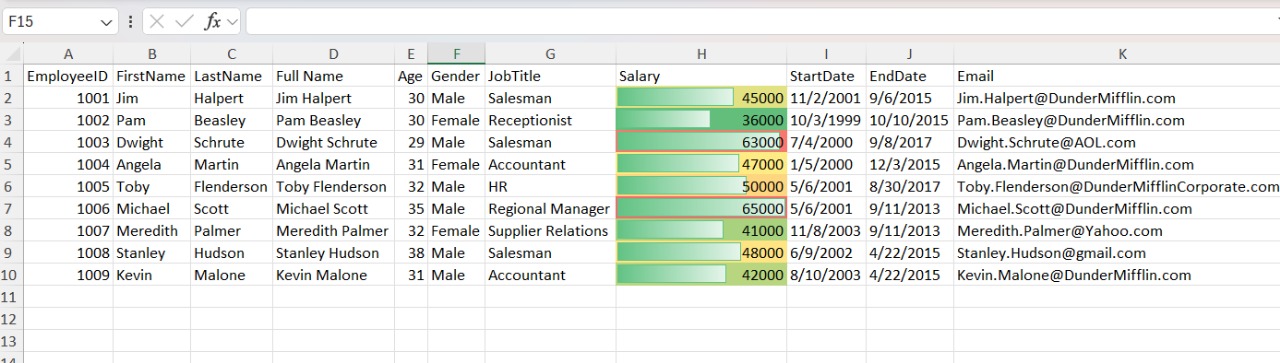 F15 fx
A B C D E F G H I J K
1 EmployeeID FirstName LastName Full Name Age Gender JobTitle Salary StartDate EndDate Email
2 1001 Jim Halpert Jim Halpert 30 Male Salesman 45000 11/2/2001 9/6/2015 Jim.Halpert@DunderMifflin.com
3 1002 Pam Beasley Pam Beasley 30 Female Receptionist 36000 10/3/1999 10/10/2015 Pam.Beasley@DunderMifflin.com
4 1003 Dwight Schrute Dwight Schrute 29 Male Salesman 63000 7/4/2000 9/8/2017 Dwight.Schrute@AOL.com
5 1004 Angela Martin Angela Martin 31 Female Accountant 47000 1/5/2000 12/3/2015 Angela.Martin@DunderMifflin.com
6 1005 Toby Flenderson Toby Flenderson 32 Male HR 50000 5/6/2001 8/30/2017 Toby.Flenderson@DunderMifflinCorporate.com
7 1006 Michael Scott Michael Scott 35 Male Regional Manager 65000 5/6/2001 9/11/2013 Michael.Scott@DunderMifflin.com
8 1007 Meredith Palmer Meredith Palmer 32 Female Supplier Relations 41000 11/8/2003 9/11/2013 Meredith.Palmer@Yahoo.com
9 1008 Stanley Hudson Stanley Hudson 38 Male Salesman 48000 6/9/2002 4/22/2015 Stanley.Hudson@gmail.com
10 1009 Kevin Malone Kevin Malone 31 Male Accountant 42000 8/10/2003 4/22/2015 Kevin.Malone@DunderMifflin.com
11
12
13
14